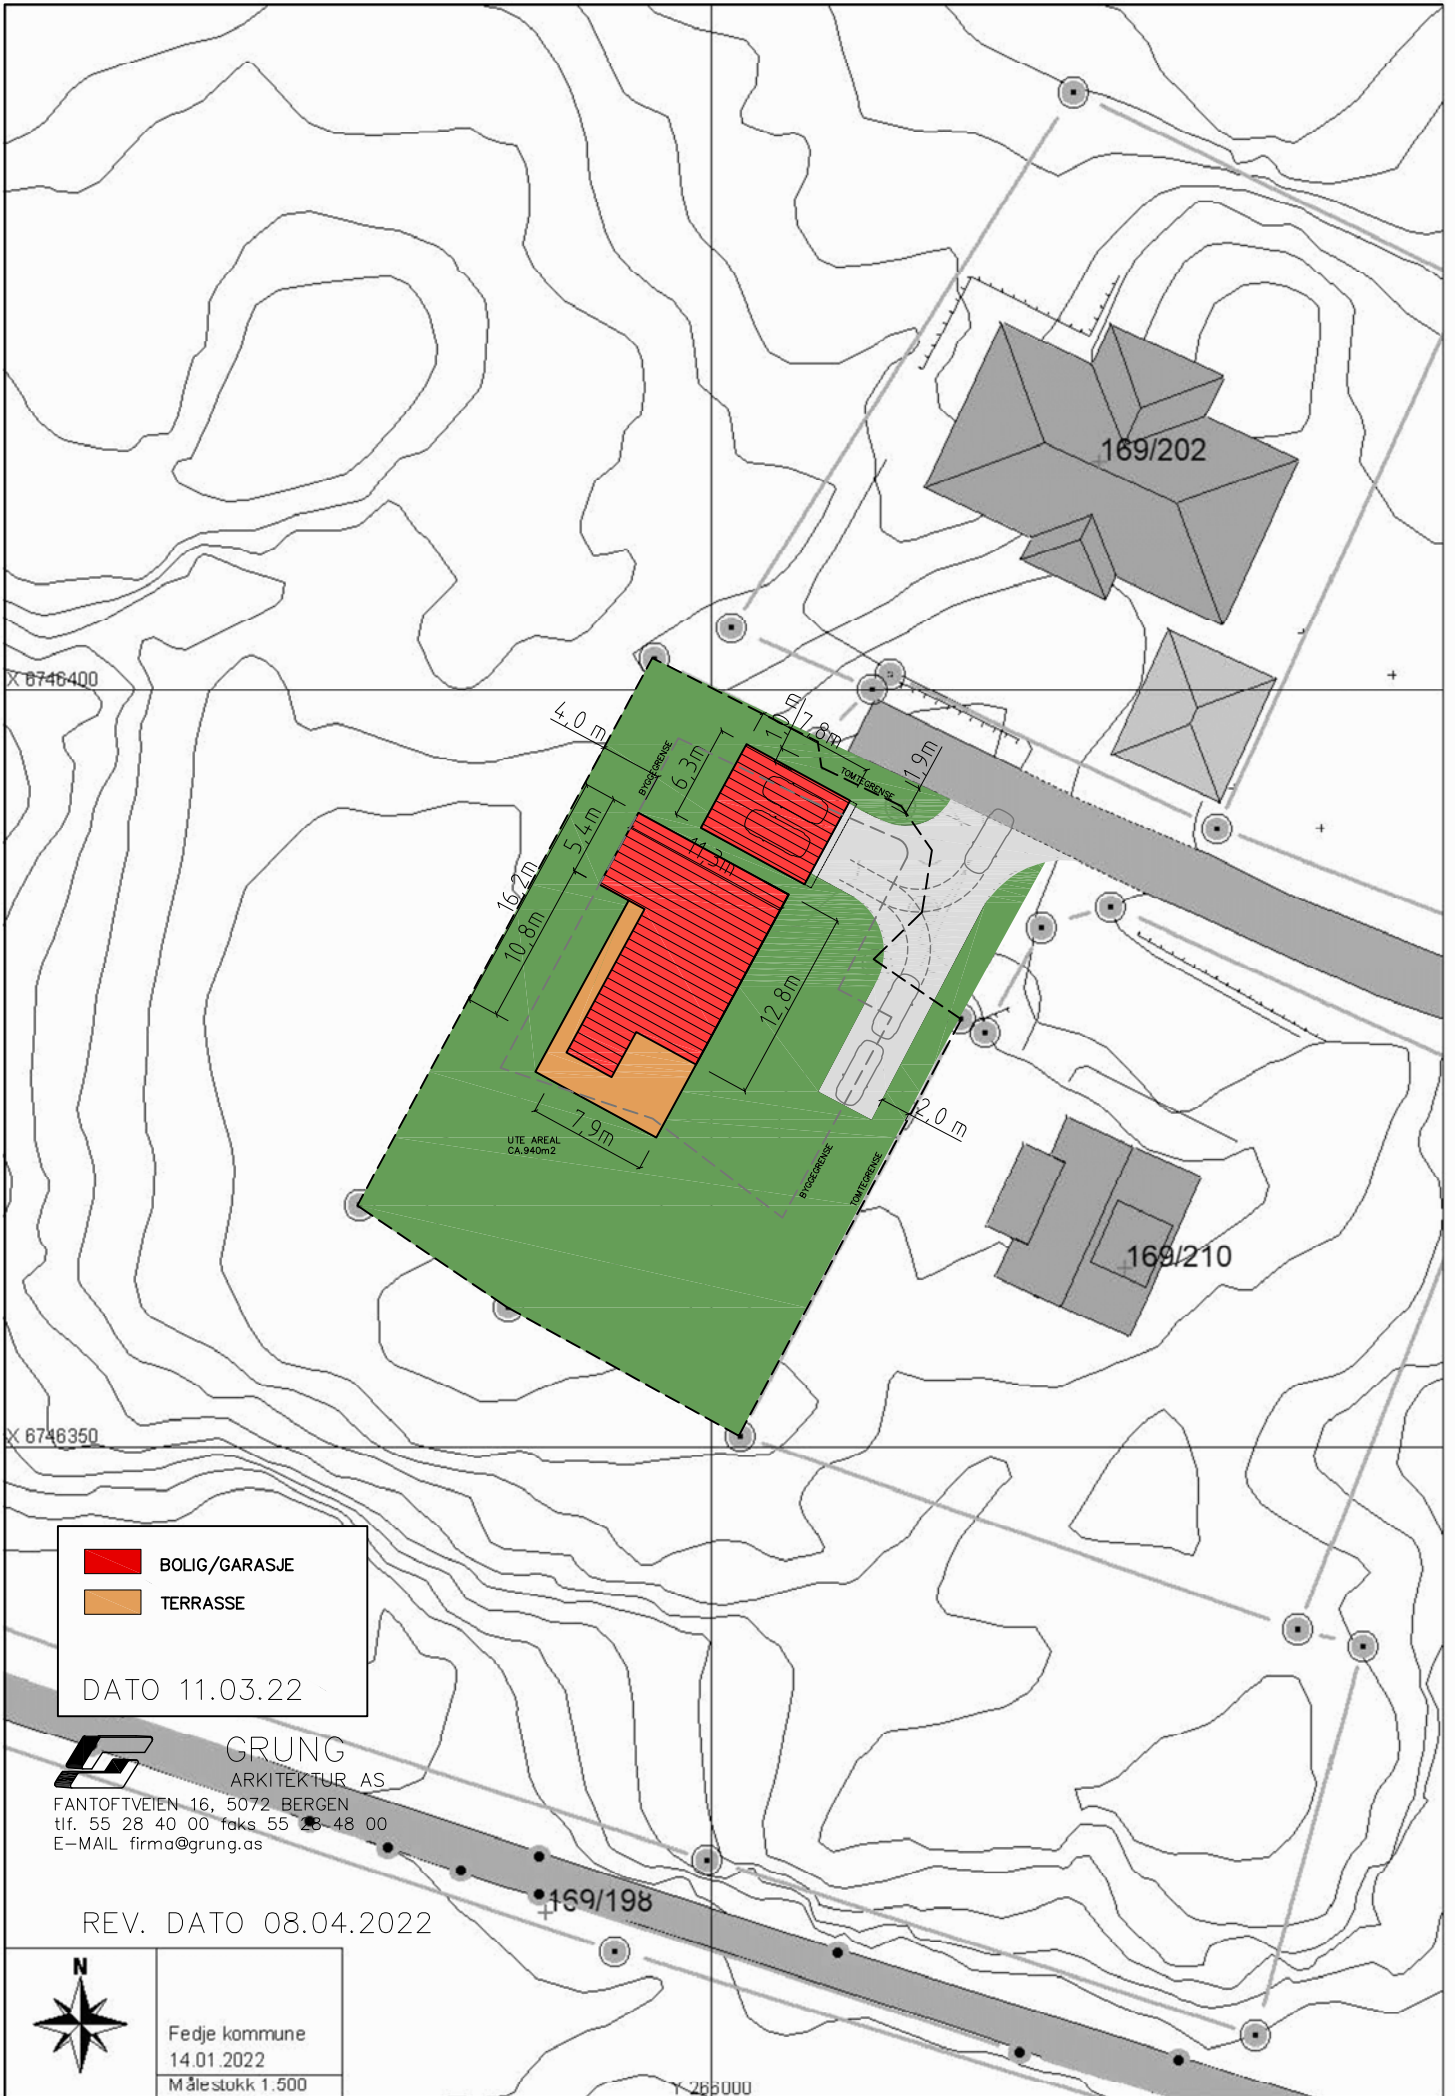 169/202
X 6746400
4,0 m
BYGGEGRENSE
6,3m
1,0 m
7,8m
TOMTEGRENSE
1,9m
5,4m
11,3m
16,2m
10,8m
12,8m
7,9m
2,0 m
UTE AREAL
CA.940m2
BYGGEGRENSE
TOMTEGRENSE
169/210
X 6746350
BOLIG/GARASJE
TERRASSE
DATO 11.03.22
GRUNG
ARKITEKTUR AS
FANTOFTVEIEN 16, 5072 BERGEN
tlf. 55 28 40 00 faks 55 28 48 00
E-MAIL firma@grung.as
169/198
REV. DATO 08.04.2022
N
Fedje kommune
14.01.2022
Målestokk 1:500
Y 266000